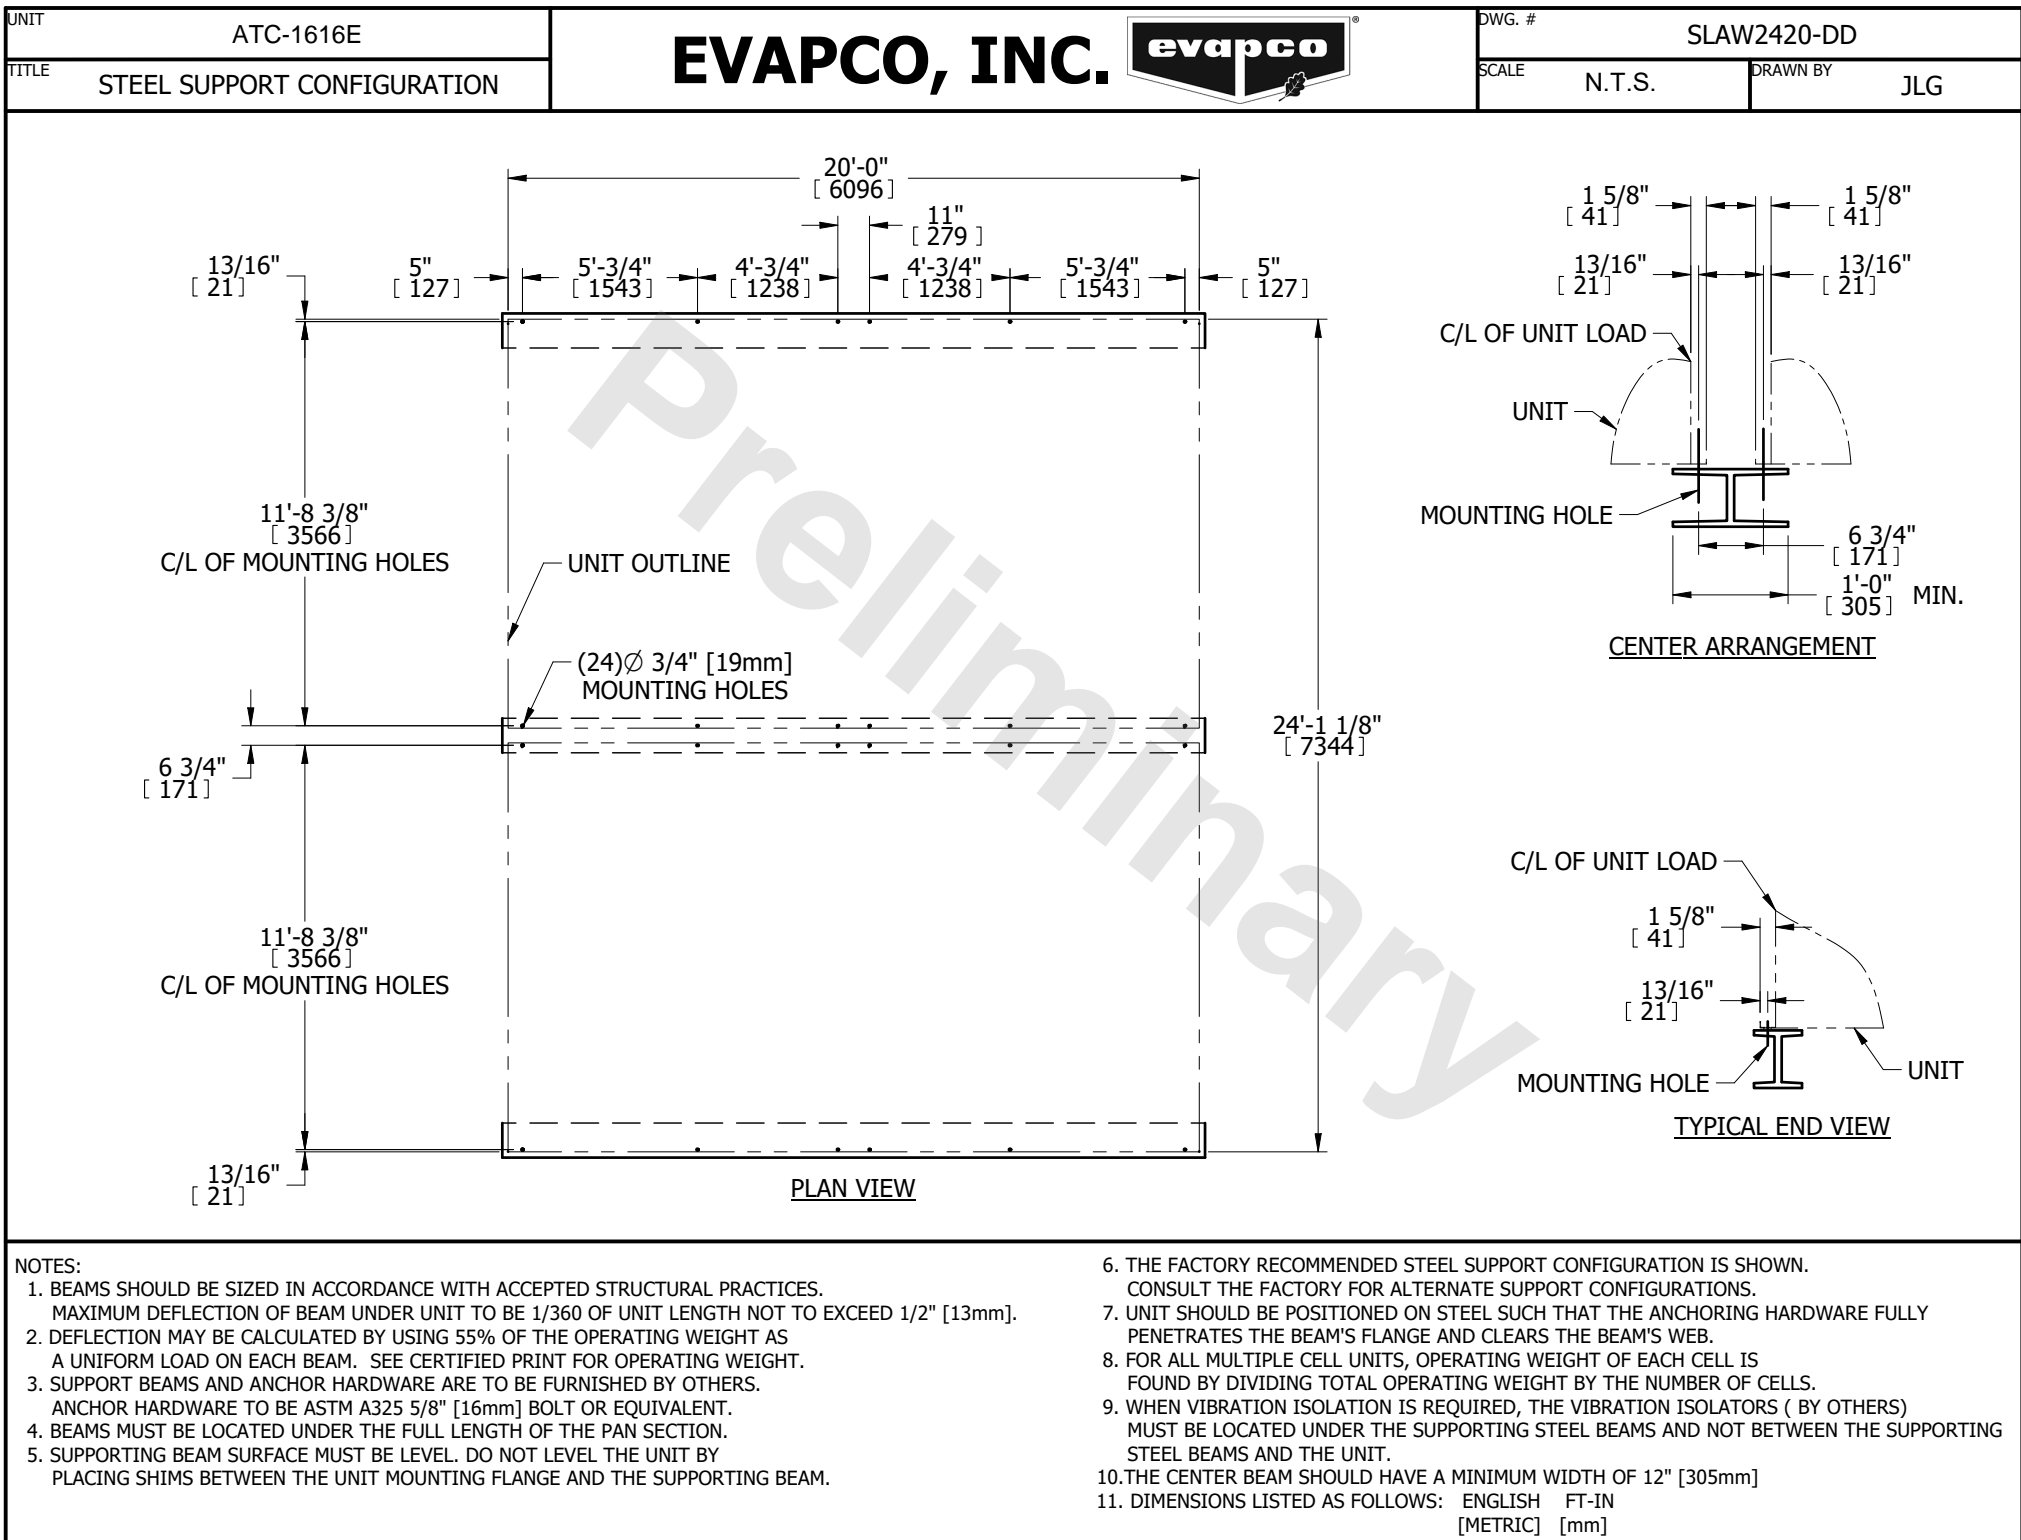 UNIT
ATC-1616E
TITLE
STEEL SUPPORT CONFIGURATION
EVAPCO, INC.
evapco
®
DWG. #
SLAW2420-DD
SCALE
N.T.S.
DRAWN BY
JLG
20'-0"
[ 6096 ]
11"
[ 279 ]
13/16"
[ 21 ]
5"
[ 127 ]
5'-3/4"
[ 1543 ]
4'-3/4"
[ 1238 ]
4'-3/4"
[ 1238 ]
5'-3/4"
[ 1543 ]
5"
[ 127 ]
11'-8 3/8"
[ 3566 ]
C/L OF MOUNTING HOLES
UNIT OUTLINE
(24)Ø 3/4" [19mm]
MOUNTING HOLES
6 3/4"
[ 171 ]
24'-1 1/8"
[ 7344 ]
11'-8 3/8"
[ 3566 ]
C/L OF MOUNTING HOLES
13/16"
[ 21 ]
PLAN VIEW
Preliminary
1 5/8"
[ 41 ]
1 5/8"
[ 41 ]
13/16"
[ 21 ]
13/16"
[ 21 ]
C/L OF UNIT LOAD
UNIT
MOUNTING HOLE
6 3/4"
[ 171 ]
1'-0"
[ 305 ]
MIN.
CENTER ARRANGEMENT
C/L OF UNIT LOAD
1 5/8"
[ 41 ]
13/16"
[ 21 ]
MOUNTING HOLE
UNIT
TYPICAL END VIEW
NOTES:
1. BEAMS SHOULD BE SIZED IN ACCORDANCE WITH ACCEPTED STRUCTURAL PRACTICES.
MAXIMUM DEFLECTION OF BEAM UNDER UNIT TO BE 1/360 OF UNIT LENGTH NOT TO EXCEED 1/2" [13mm].
2. DEFLECTION MAY BE CALCULATED BY USING 55% OF THE OPERATING WEIGHT AS
A UNIFORM LOAD ON EACH BEAM. SEE CERTIFIED PRINT FOR OPERATING WEIGHT.
3. SUPPORT BEAMS AND ANCHOR HARDWARE ARE TO BE FURNISHED BY OTHERS.
ANCHOR HARDWARE TO BE ASTM A325 5/8" [16mm] BOLT OR EQUIVALENT.
4. BEAMS MUST BE LOCATED UNDER THE FULL LENGTH OF THE PAN SECTION.
5. SUPPORTING BEAM SURFACE MUST BE LEVEL. DO NOT LEVEL THE UNIT BY
PLACING SHIMS BETWEEN THE UNIT MOUNTING FLANGE AND THE SUPPORTING BEAM.
6. THE FACTORY RECOMMENDED STEEL SUPPORT CONFIGURATION IS SHOWN.
CONSULT THE FACTORY FOR ALTERNATE SUPPORT CONFIGURATIONS.
7. UNIT SHOULD BE POSITIONED ON STEEL SUCH THAT THE ANCHORING HARDWARE FULLY
PENETRATES THE BEAM'S FLANGE AND CLEARS THE BEAM'S WEB.
8. FOR ALL MULTIPLE CELL UNITS, OPERATING WEIGHT OF EACH CELL IS
FOUND BY DIVIDING TOTAL OPERATING WEIGHT BY THE NUMBER OF CELLS.
9. WHEN VIBRATION ISOLATION IS REQUIRED, THE VIBRATION ISOLATORS ( BY OTHERS)
MUST BE LOCATED UNDER THE SUPPORTING STEEL BEAMS AND NOT BETWEEN THE SUPPORTING
STEEL BEAMS AND THE UNIT.
10.THE CENTER BEAM SHOULD HAVE A MINIMUM WIDTH OF 12" [305mm]
11. DIMENSIONS LISTED AS FOLLOWS: ENGLISH FT-IN
[METRIC] [mm]